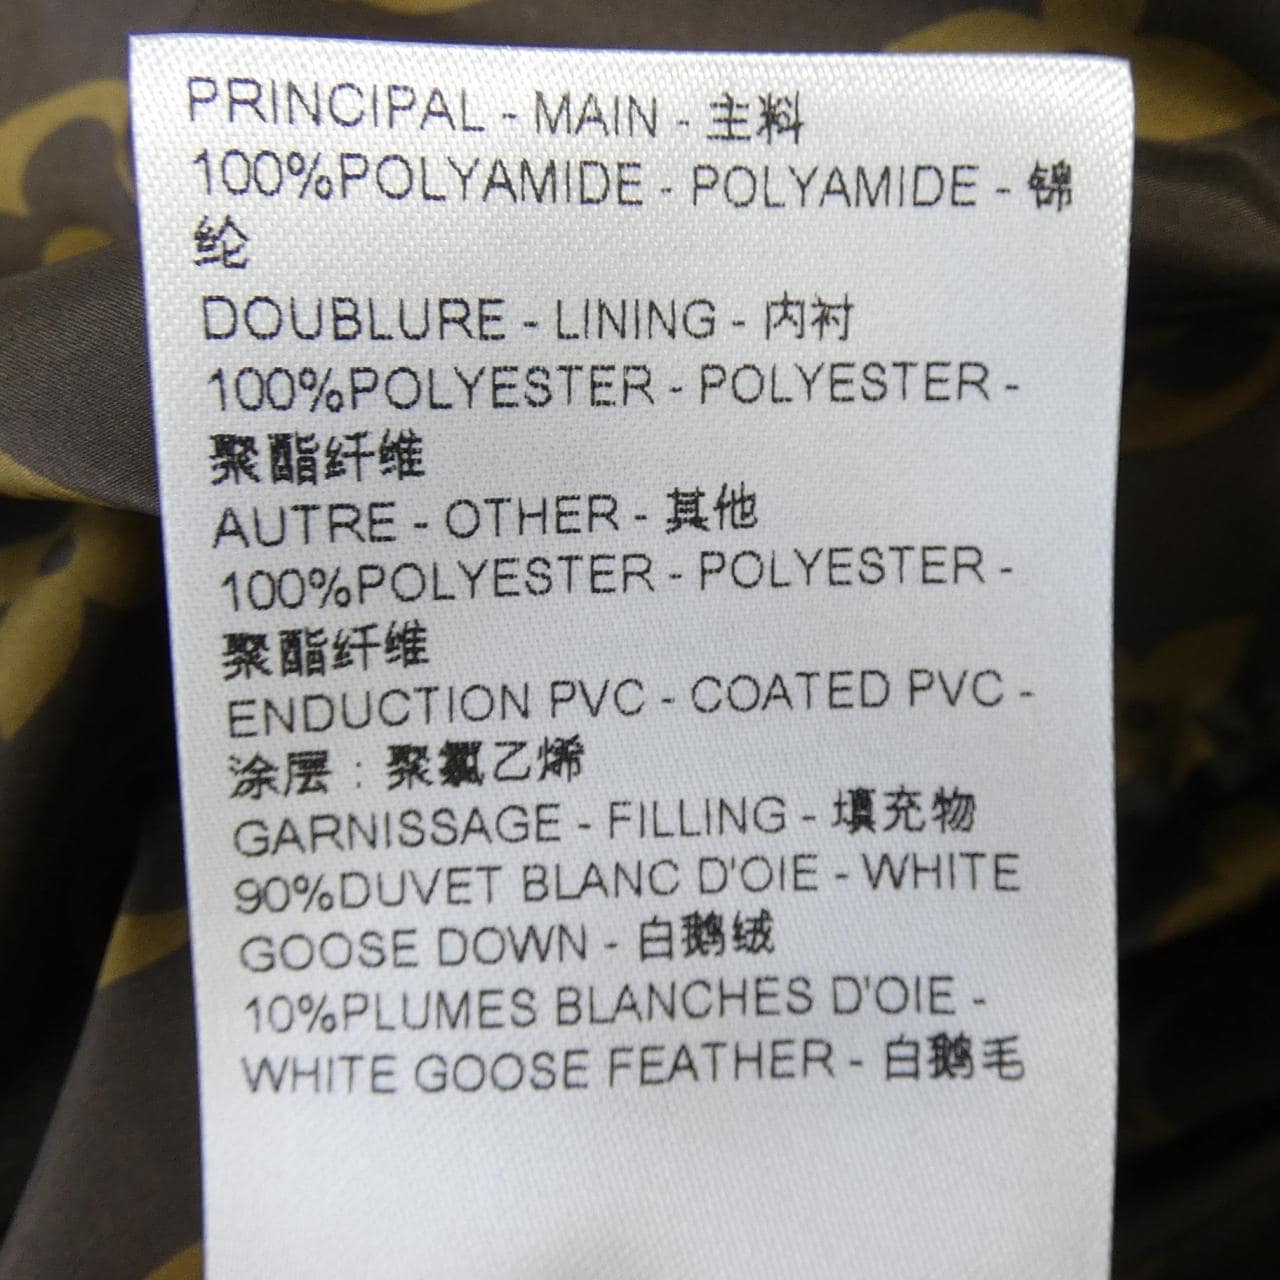 PRINCIPAL - MAIN - 主料
100%POLYAMIDE - POLYAMIDE - 锦
纶
DOUBLURE - LINING - 内衬
100%POLYESTER - POLYESTER -
聚酯纤维
AUTRE - OTHER - 其他
100%POLYESTER - POLYESTER -
聚酯纤维
ENDUCTION PVC - COATED PVC -
涂层 : 聚氯乙烯
GARNISSAGE - FILLING - 填充物
90%DUVET BLANC D'OIE - WHITE
GOOSE DOWN - 白鹅绒
10%PLUMES BLANCHES D'OIE -
WHITE GOOSE FEATHER - 白鹅毛